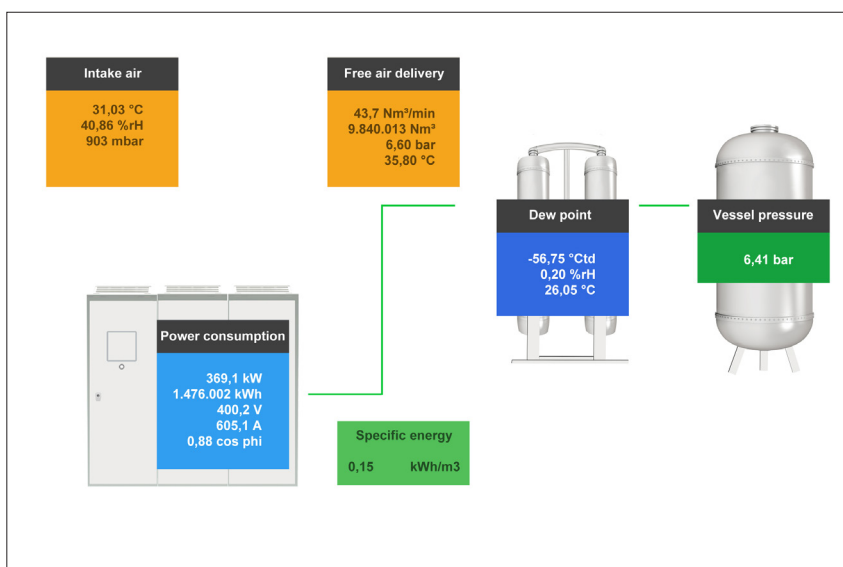 Intake air
31,03 °C
40,86 %rH
903 mbar
Free air delivery
43,7 Nm³/min
9.840.013 Nm³
6,60 bar
35,80 °C
Dew point
-56,75 °Ctd
0,20 %rH
26,05 °C
Vessel pressure
6,41 bar
Power consumption
369,1 kW
1.476.002 kWh
400,2 V
605,1 A
0,88 cos phi
Specific energy
0,15 kWh/m3